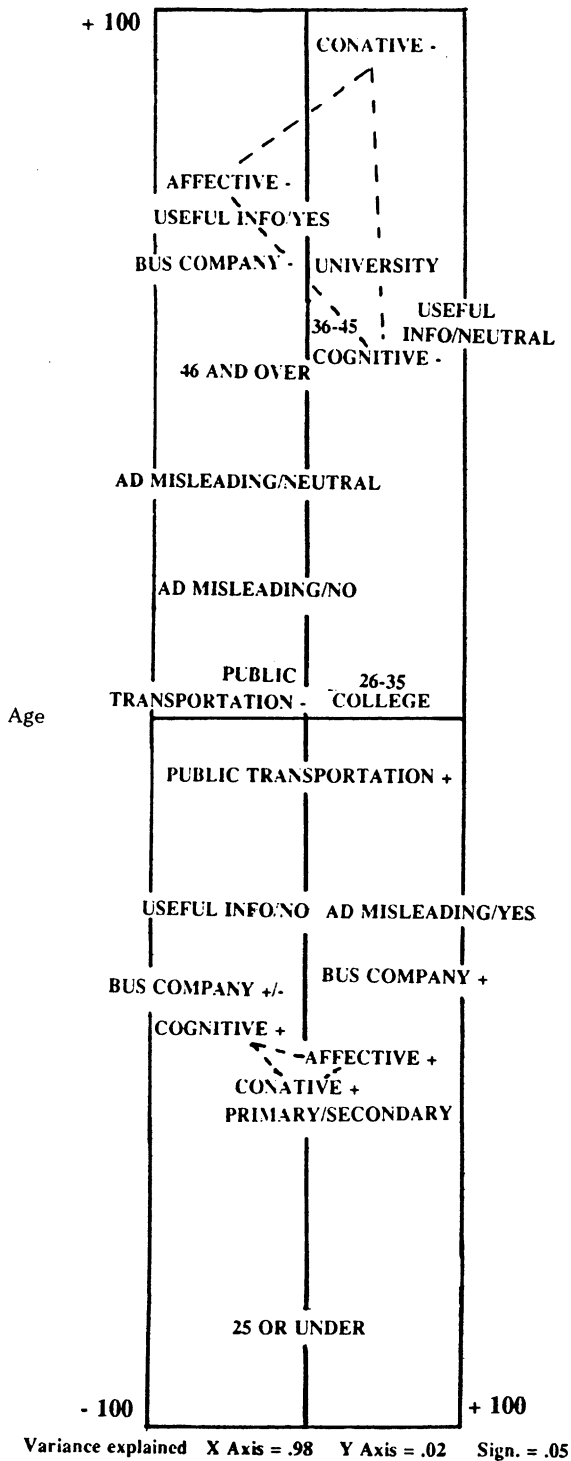 + 100
CONATIVE -
AFFECTIVE -
USEFUL INFO/YES
BUS COMPANY - UNIVERSITY
USEFUL
36-45 INFO/NEUTRAL
COGNITIVE -
46 AND OVER
AD MISLEADING/NEUTRAL
AD MISLEADING/NO
PUBLIC 26-35
TRANSPORTATION - COLLEGE
Age
PUBLIC TRANSPORTATION +
USEFUL INFO/NO AD MISLEADING/YES
BUS COMPANY +
BUS COMPANY +/-
COGNITIVE +
AFFECTIVE +
CONATIVE +
PRIMARY/SECONDARY
25 OR UNDER
- 100 + 100
Variance explained X Axis = .98 Y Axis = .02 Sign. = .05